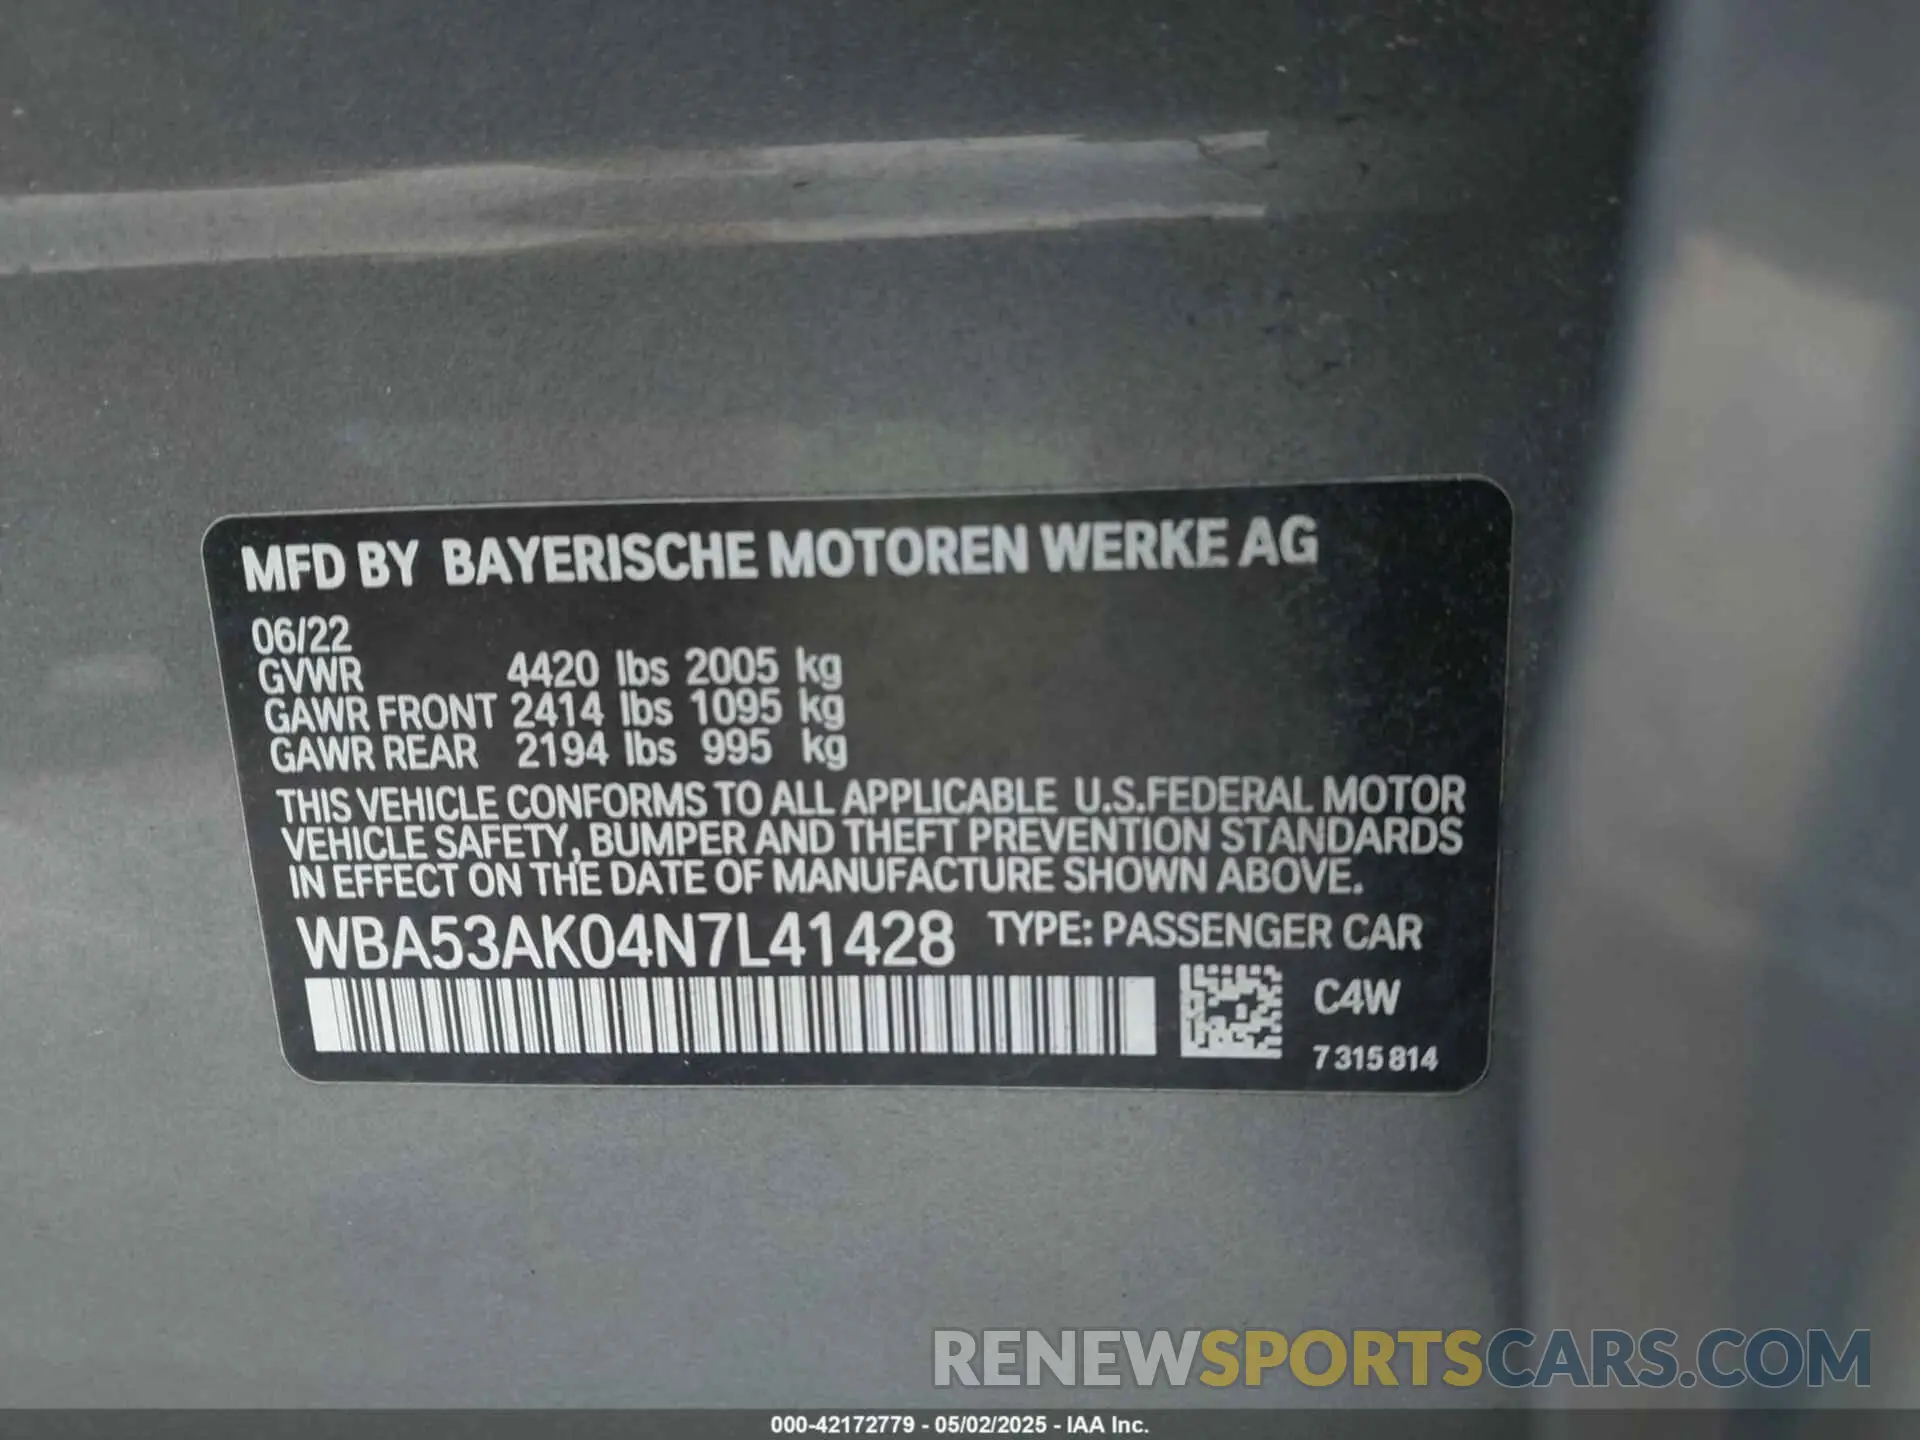 MFD BY BAYERISCHE MOTOREN WERKE AG
06/22
GVWR 4420 lbs 2005 kg
GAWR FRONT 2414 lbs 1095 kg
GAWR REAR 2194 lbs 995 kg
THIS VEHICLE CONFORMS TO ALL APPLICABLE U.S.FEDERAL MOTOR
VEHICLE SAFETY, BUMPER AND THEFT PREVENTION STANDARDS
IN EFFECT ON THE DATE OF MANUFACTURE SHOWN ABOVE.
WBA53AK04N7L41428 TYPE: PASSENGER CAR
C4W
7 315 814
RENEWSPORTSCARS.COM
000-42172779 - 05/02/2025 - IAA Inc.